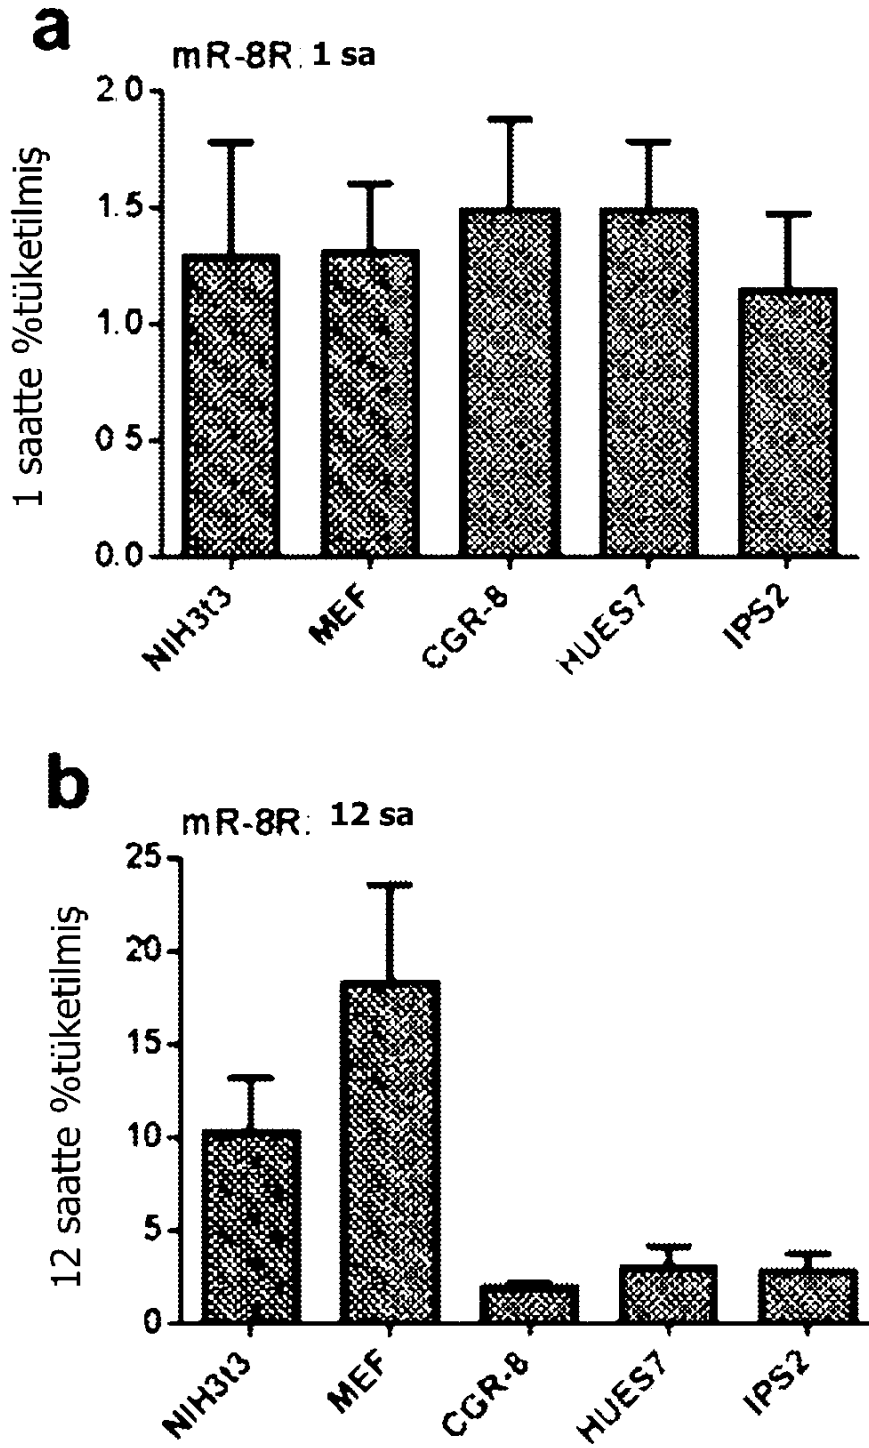 a
mR-8R: 1 sa
1 saatte %tüketilmiş
2.0
1.5
1.0
0.5
0.0
NIH3t3 MEF CGR-8 HUES7 IPS2
b
mR-8R: 12 sa
12 saatte %tüketilmiş
25
20
15
10
5
0
NIH3t3 MEF CGR-8 HUES7 IPS2